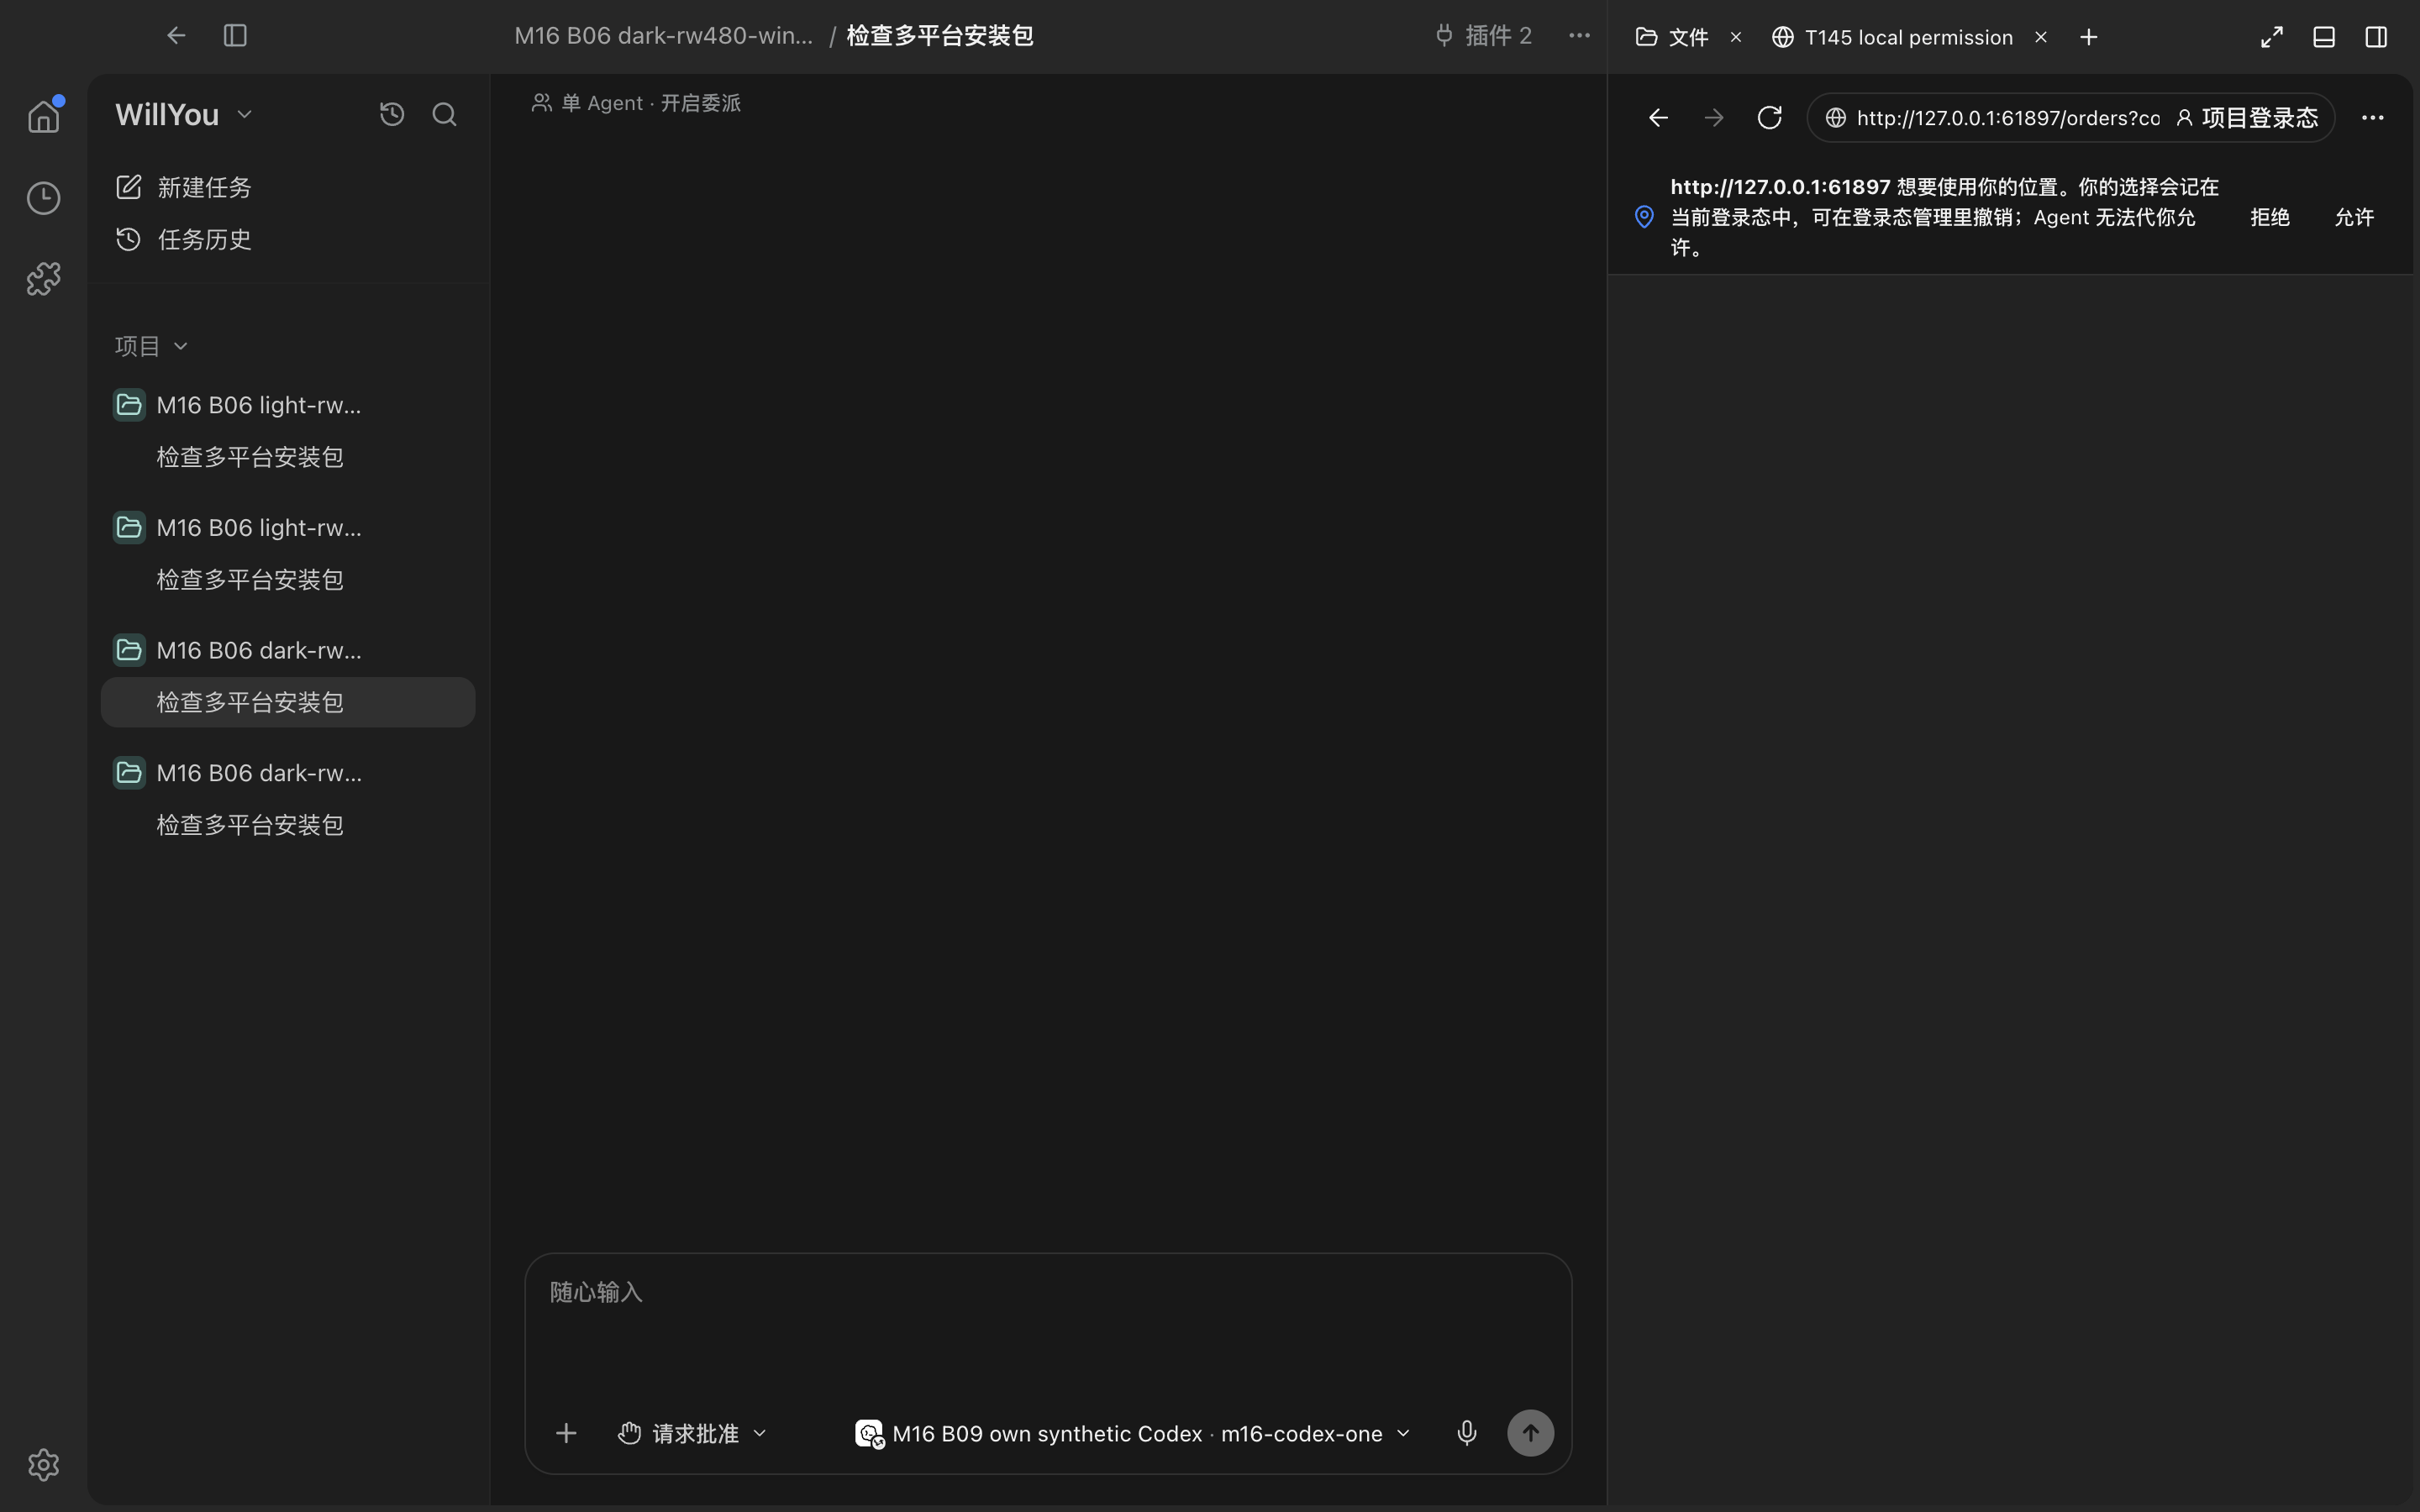 M16 B06 dark-rw480-win... / 检查多平台安装包
插件 2
文件
T145 local permission
WillYou
新建任务
任务历史
项目
M16 B06 light-rw...
检查多平台安装包
M16 B06 light-rw...
检查多平台安装包
M16 B06 dark-rw...
检查多平台安装包
M16 B06 dark-rw...
检查多平台安装包
单 Agent · 开启委派
随心输入
请求批准
M16 B09 own synthetic Codex · m16-codex-one
http://127.0.0.1:61897/orders?co
项目登录态
http://127.0.0.1:61897 想要使用你的位置。你的选择会记在
当前登录态中，可在登录态管理里撤销；Agent 无法代你允
许。
拒绝
允许